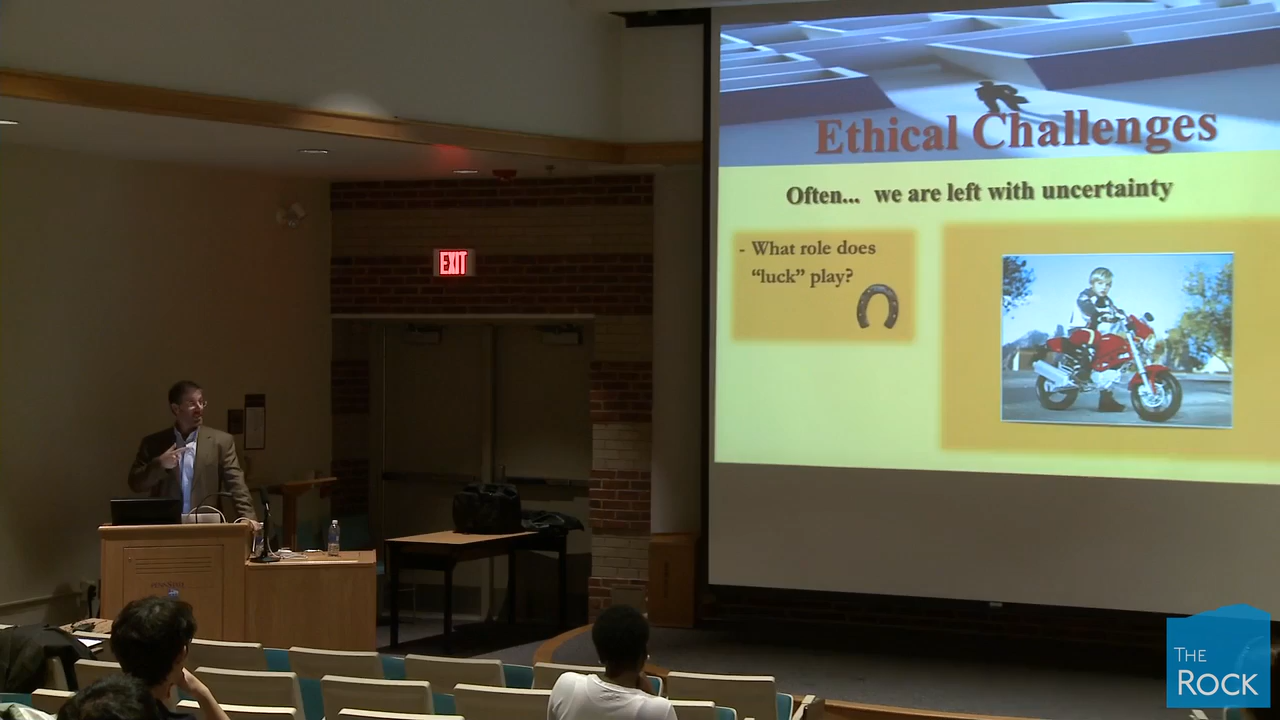 Ethical Challenges
Often... we are left with uncertainty
- What role does
“luck” play?
EXIT
THE
ROCK